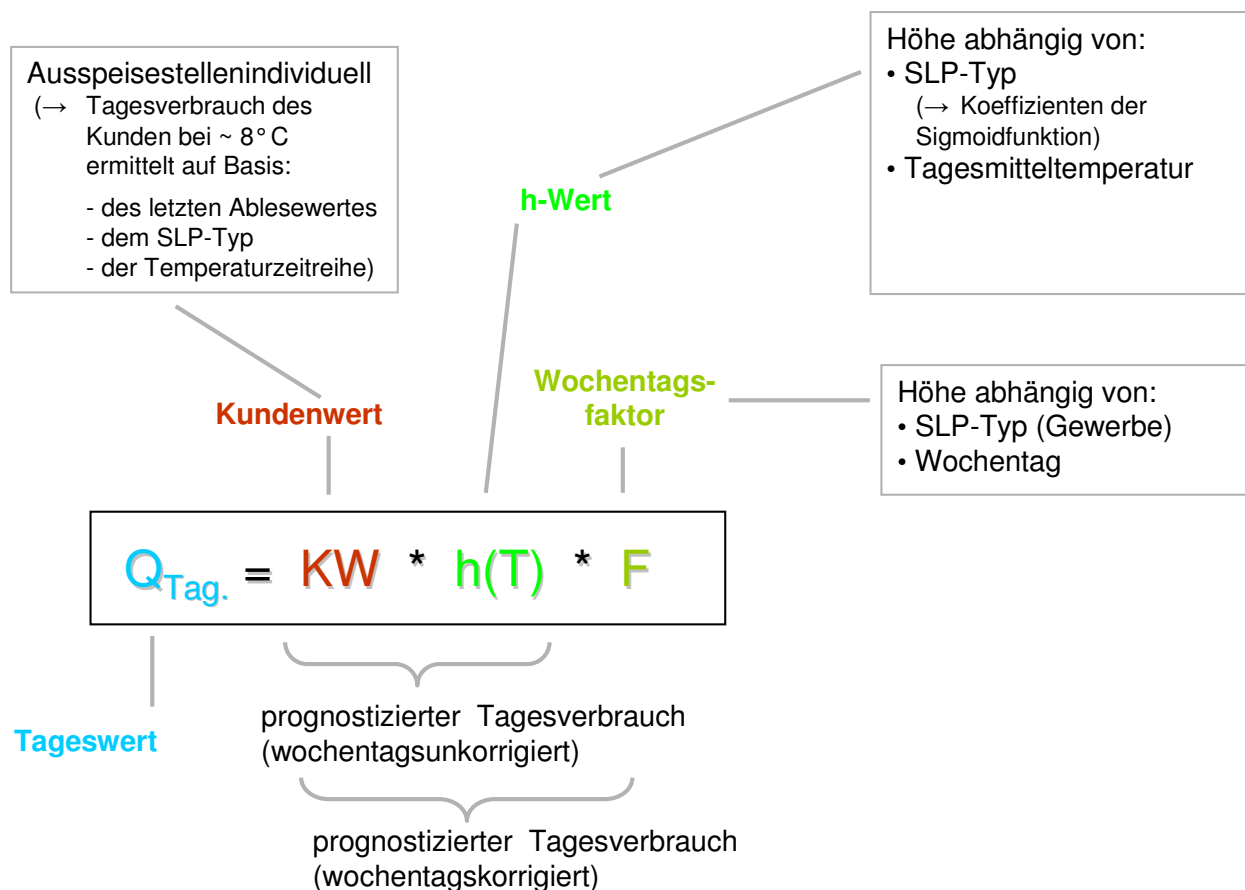 Ausspeisestellenindividuell
(→ Tagesverbrauch des
Kunden bei ~ 8°C
ermittelt auf Basis:
- des letzten Ablesewertes
- dem SLP-Typ
- der Temperaturzeitreihe)
Höhe abhängig von:
• SLP-Typ
(→ Koeffizienten der
Sigmoidfunktion)
• Tagesmitteltemperatur
h-Wert
Wochentags-
faktor
Kundenwert
Höhe abhängig von:
• SLP-Typ (Gewerbe)
• Wochentag
Q Tag. = KW * h(T) * F
Tageswert
prognostizierter Tagesverbrauch
(wochentagsunkorrigiert)
prognostizierter Tagesverbrauch
(wochentagskorrigiert)